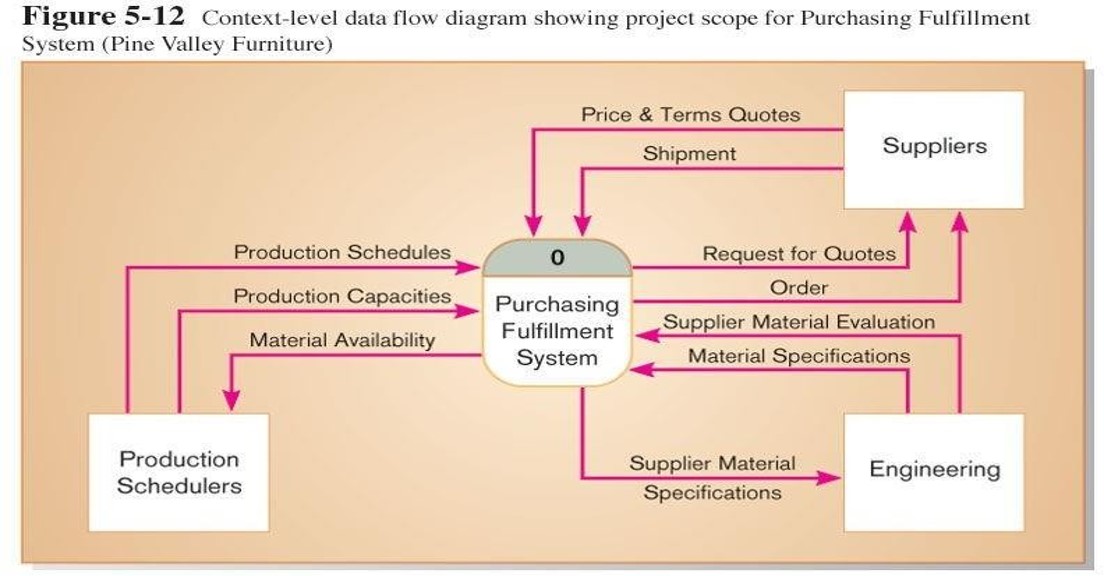 Figure 5-12 Context-level data flow diagram showing project scope for Purchasing Fulfillment
System (Pine Valley Furniture)
Price & Terms Quotes
Suppliers
Shipment
Production Schedules
0
Request for Quotes
Production Capacities
Purchasing
Fulfillment
System
Order
Material Availability
Supplier Material Evaluation
Material Specifications
Production
Schedulers
Supplier Material
Specifications
Engineering